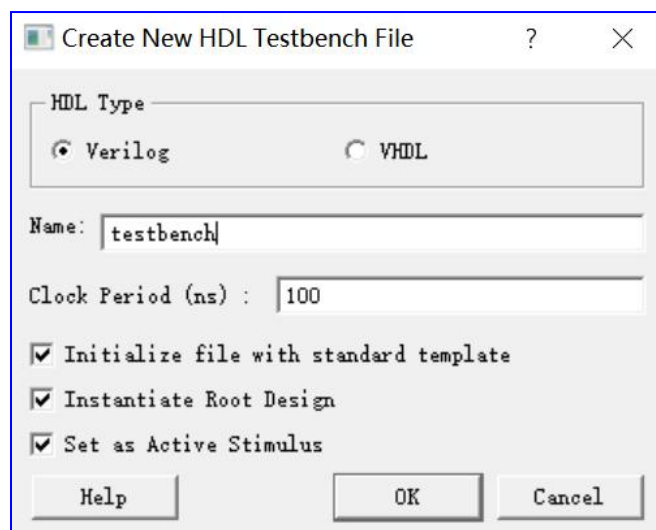 Create New HDL Testbench File ?
HDL Type
Verilog VHDL
Name: testbench
Clock Period (ns) : 100
Initialize file with standard template
Instantiate Root Design
Set as Active Stimulus
Help OK Cancel